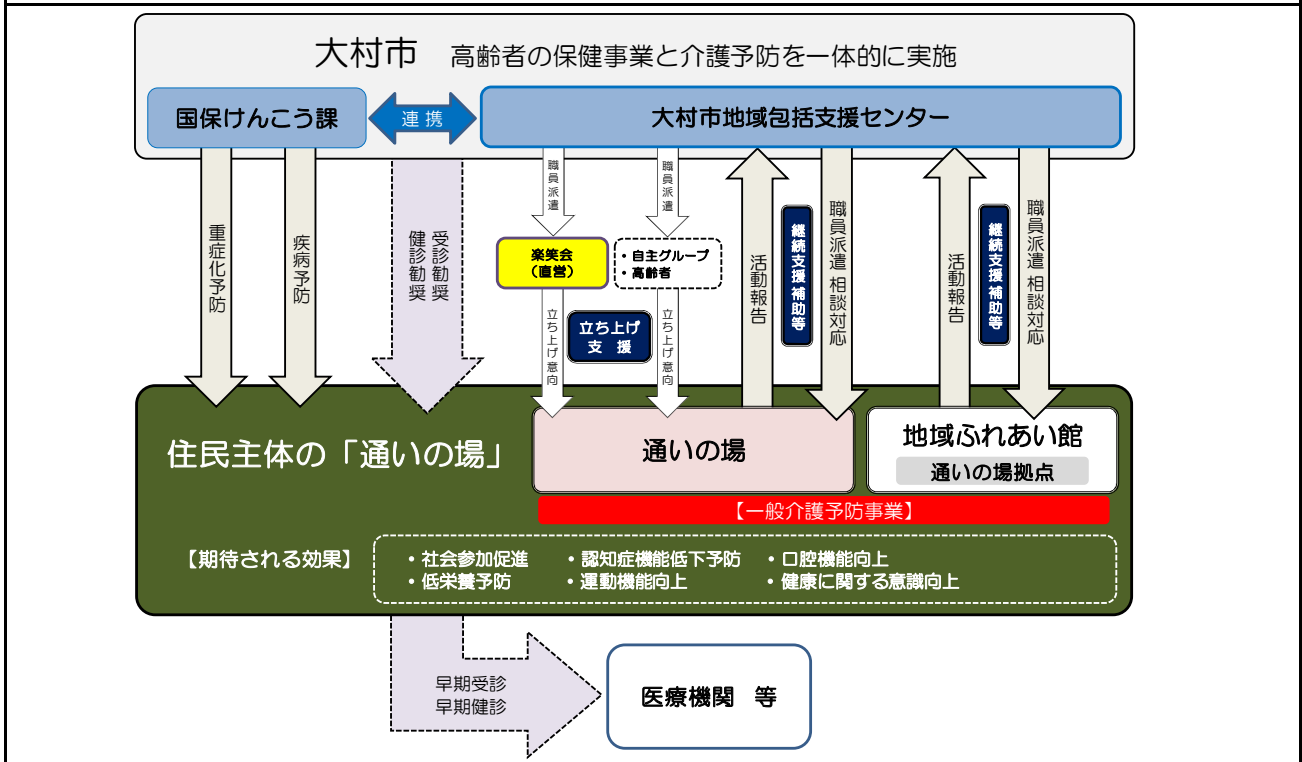 大村市 高齢者の保健事業と介護予防を一体的に実施
国保けんこう課
連携
大村市地域包括支援センター
重症化予防
疾病予防
受診勧奨
健診勧奨
職員派遣
職員派遣
楽笑会
（直営）
・自主グループ
・高齢者
立ち上げ意向
立ち上げ
支 援
立ち上げ意向
活動報告
継続支援 補助等
職員派遣 相談対応
活動報告
継続支援 補助等
職員派遣 相談対応
住民主体の「通いの場」
通いの場
地域ふれあい館
通いの場拠点
【一般介護予防事業】
【期待される効果】
・社会参加促進 ・認知症機能低下予防 ・口腔機能向上
・低栄養予防 ・運動機能向上 ・健康に関する意識向上
早期受診
早期健診
医療機関 等